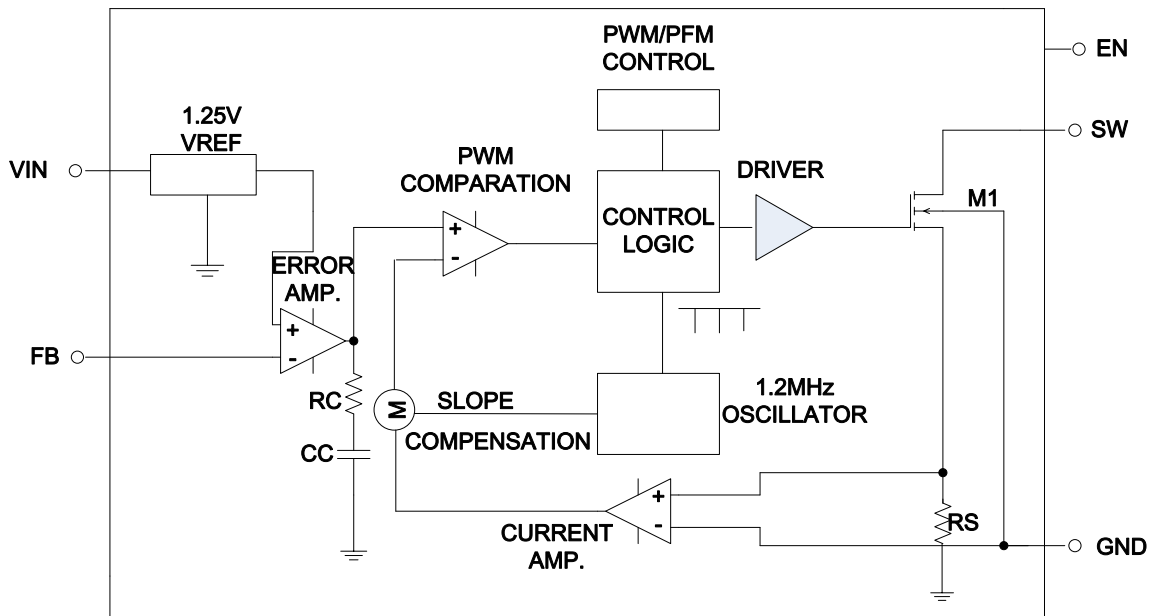 PWM/PFM
CONTROL
EN
1.25V
VREF
SW
VIN
PWM
COMPARATION
DRIVER
M1
+
-
CONTROL
LOGIC
ERROR
AMP.
+
-
FB
RC
M
SLOPE
COMPENSATION
1.2MHz
OSCILLATOR
CC
+
-
CURRENT
AMP.
RS
GND